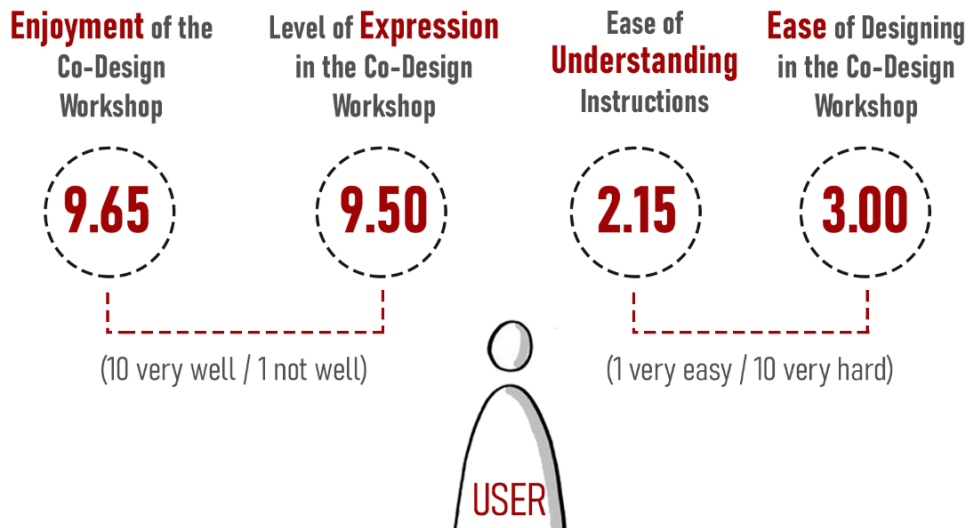 Enjoyment of the
Co-Design
Workshop
Level of Expression
in the Co-Design
Workshop
Ease of
Understanding
Instructions
Ease of Designing
in the Co-Design
Workshop
9.65
9.50
2.15
3.00
(10 very well / 1 not well)
(1 very easy / 10 very hard)
USER